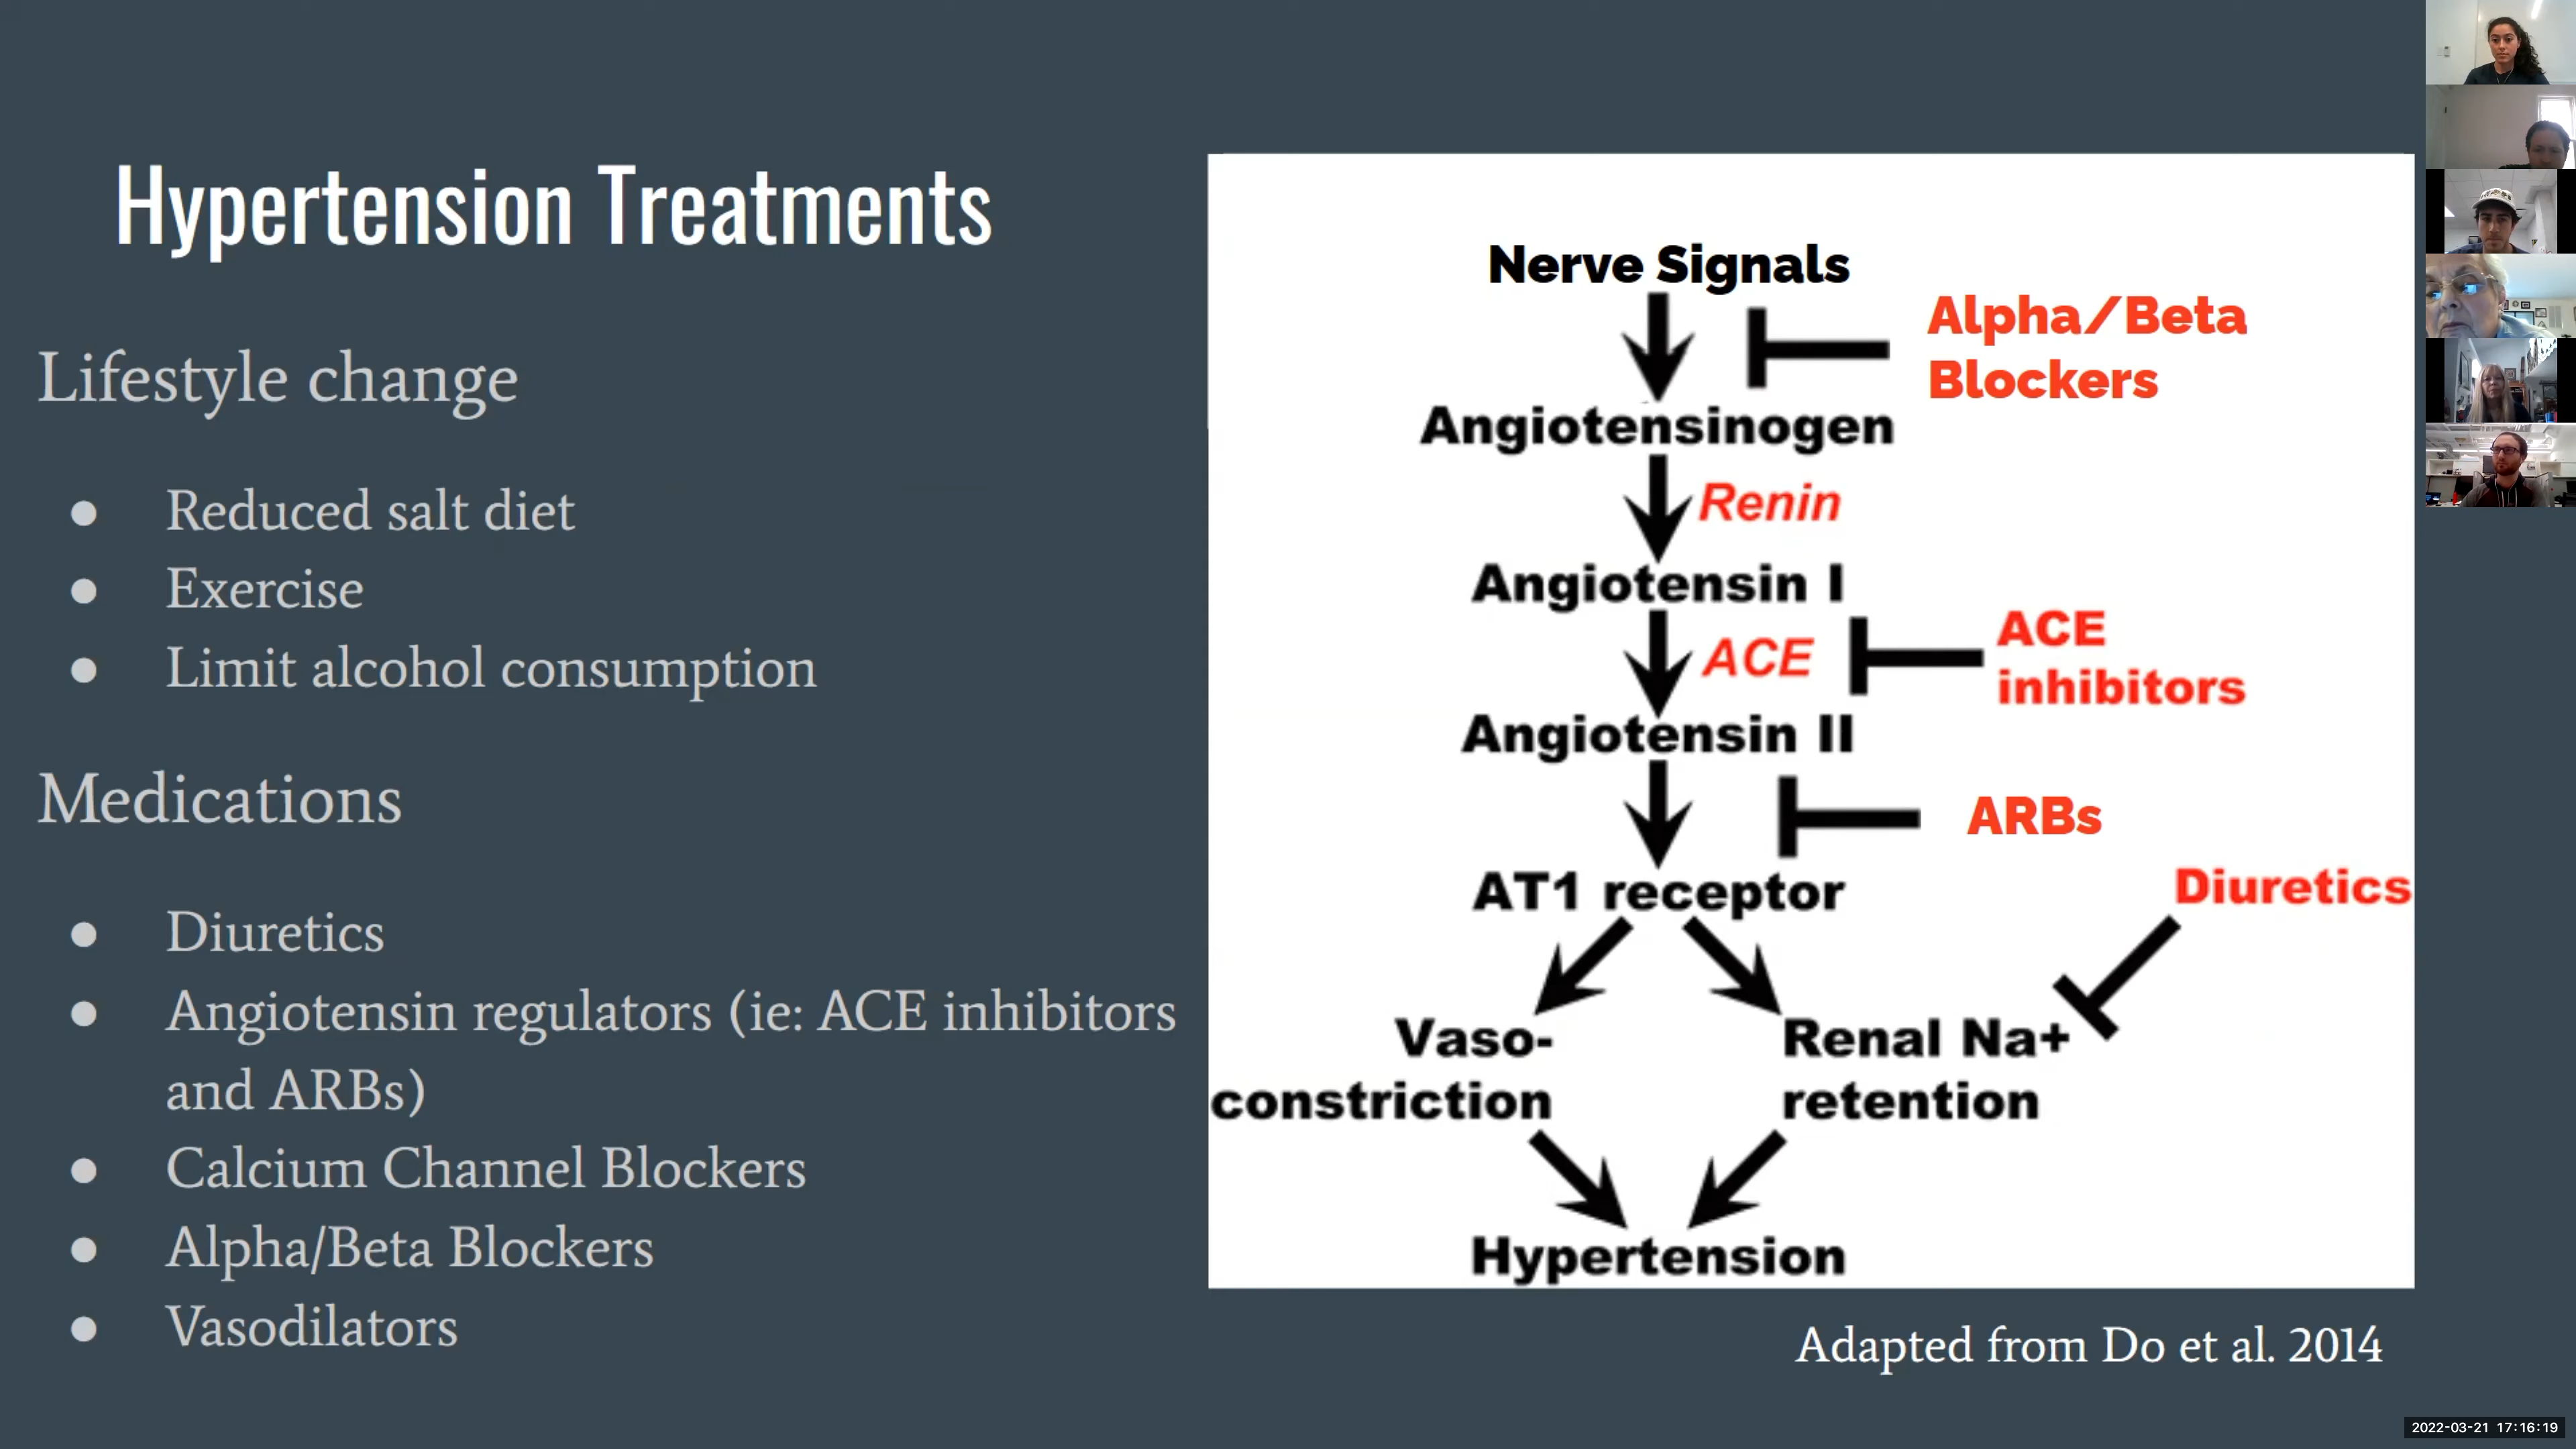 Hypertension Treatments
Lifestyle change
● Reduced salt diet
● Exercise
● Limit alcohol consumption
Medications
● Diuretics
● Angiotensin regulators (ie: ACE inhibitors
and ARBs)
● Calcium Channel Blockers
● Alpha/Beta Blockers
● Vasodilators
Nerve Signals
Alpha/Beta
Blockers
Angiotensinogen
Renin
Angiotensin I
ACE
ACE
inhibitors
Angiotensin II
ARBs
AT1 receptor
Diuretics
Vaso-
constriction
Renal Na+
retention
Hypertension
Adapted from Do et al. 2014
2022-03-21 17:16:19